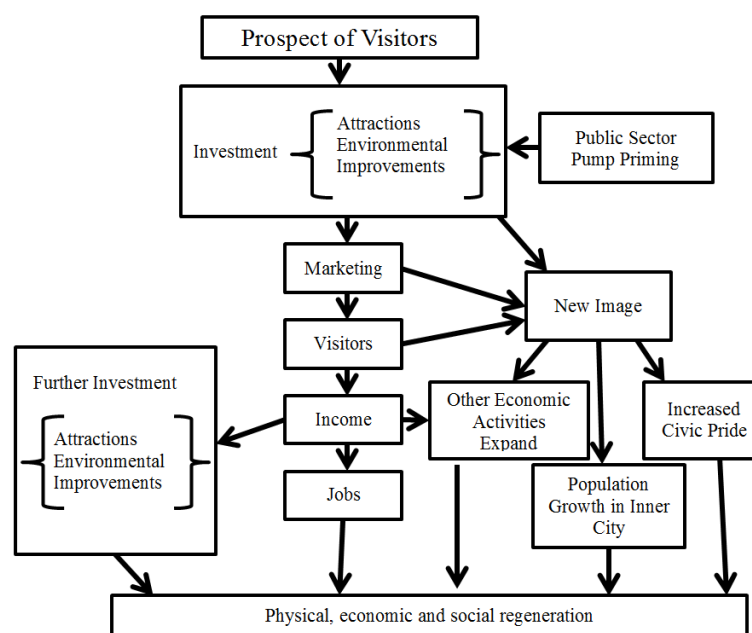 Prospect of Visitors
Investment
Attractions
Environmental
Improvements
Public Sector
Pump Priming
Marketing
New Image
Visitors
Further Investment
Attractions
Environmental
Improvements
Income
Other Economic
Activities
Expand
Increased
Civic Pride
Jobs
Population
Growth in Inner
City
Physical, economic and social regeneration